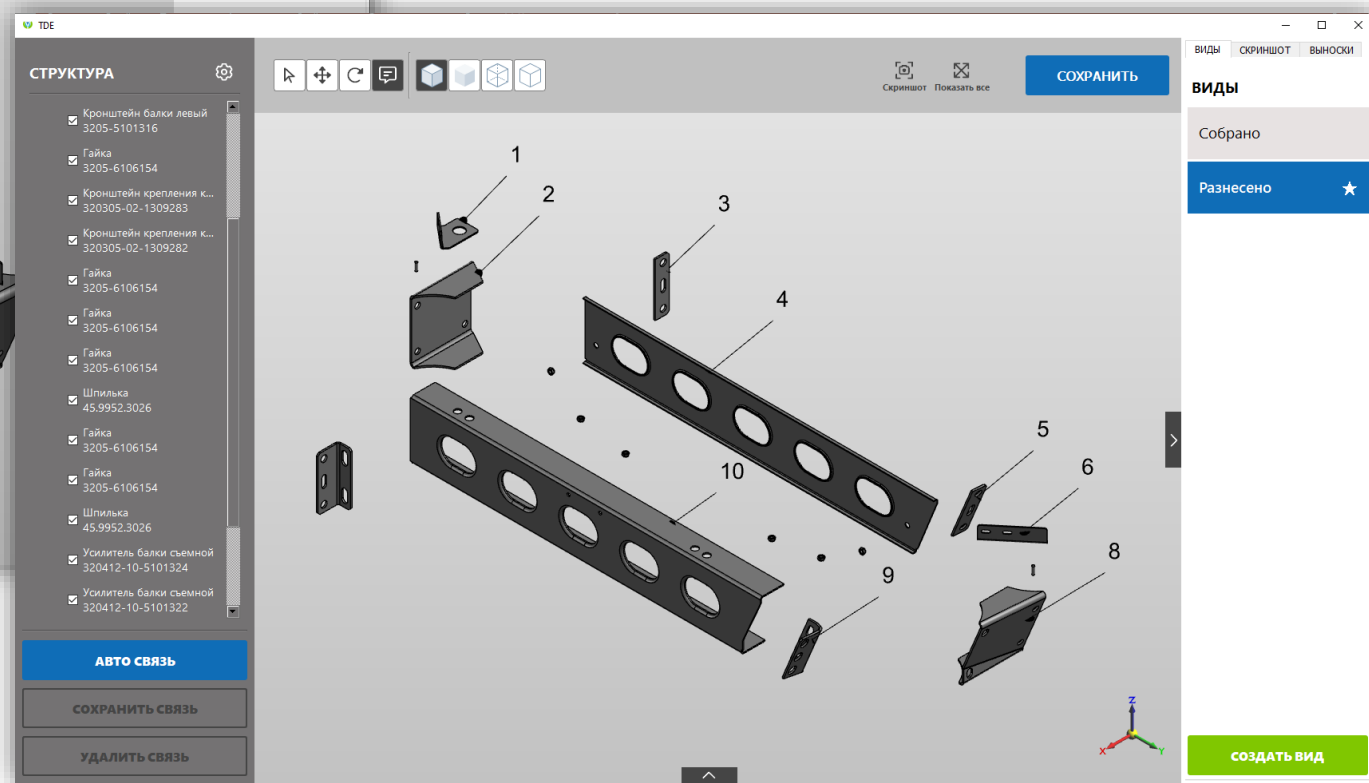 TDE
СТРУКТУРА
Кронштейн балки левый
3205-5101316
Гайка
3205-6106154
Кронштейн крепления к...
320305-02-1309283
Кронштейн крепления к...
320305-02-1309282
Гайка
3205-6106154
Гайка
3205-6106154
Гайка
3205-6106154
Шпилька
45.9952.3026
Гайка
3205-6106154
Гайка
3205-6106154
Шпилька
45.9952.3026
Усилитель балки съемной
320412-10-5101324
Усилитель балки съемной
320412-10-5101322
АВТО СВЯЗЬ
СОХРАНИТЬ СВЯЗЬ
УДАЛИТЬ СВЯЗЬ
Скриншот
Показать все
СОХРАНИТЬ
1
2
3
4
5
6
10
8
9
Z
X
Y
ВИДЫ
СКРИНШОТ
ВЫНОСКИ
ВИДЫ
Собрано
Разнесено
СОЗДАТЬ ВИД